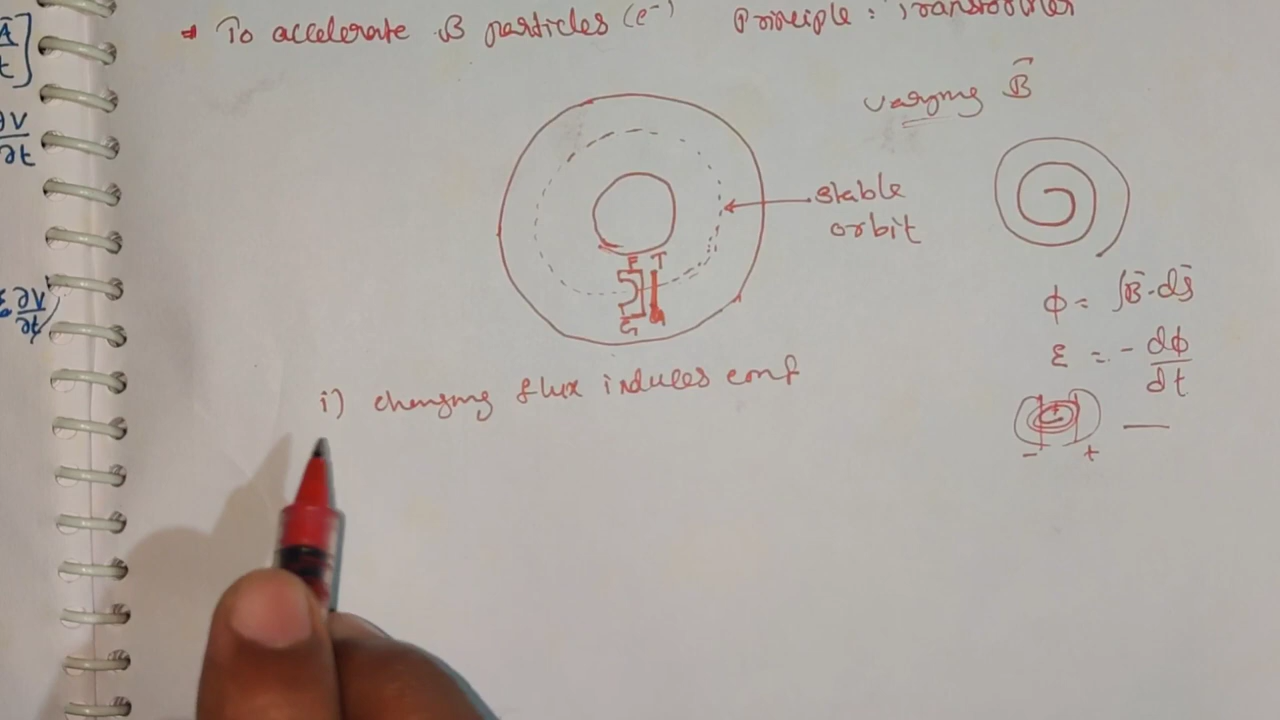 To accelerate β particles (e⁻) Principle : Transformer
varying B⃗
stable
orbit
F T
G
ϕ = ∫B⃗·ds⃗
ε = - dϕ/dt
- +
i) changing flux induces emf
∂V
∂t